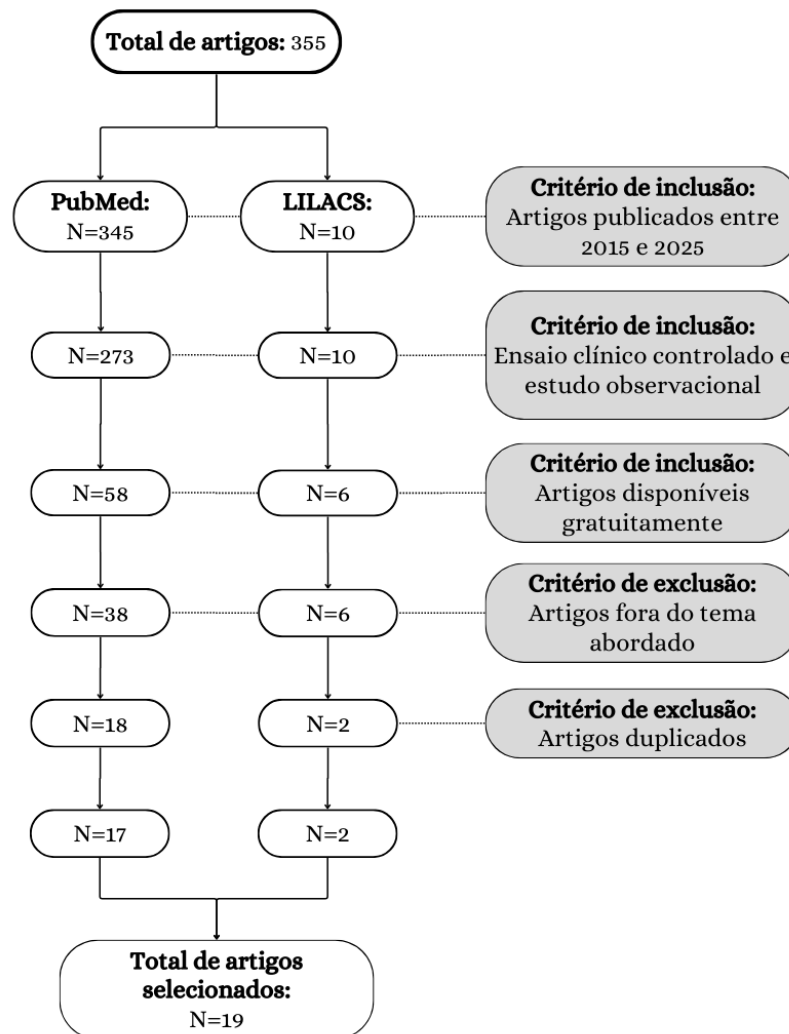 Total de artigos: 355
PubMed:
N=345
LILACS:
N=10
Critério de inclusão:
Artigos publicados entre
2015 e 2025
N=273
N=10
Critério de inclusão:
Ensaio clínico controlado e
estudo observacional
N=58
N=6
Critério de inclusão:
Artigos disponíveis
gratuitamente
N=38
N=6
Critério de exclusão:
Artigos fora do tema
abordado
N=18
N=2
Critério de exclusão:
Artigos duplicados
N=17
N=2
Total de artigos
selecionados:
N=19